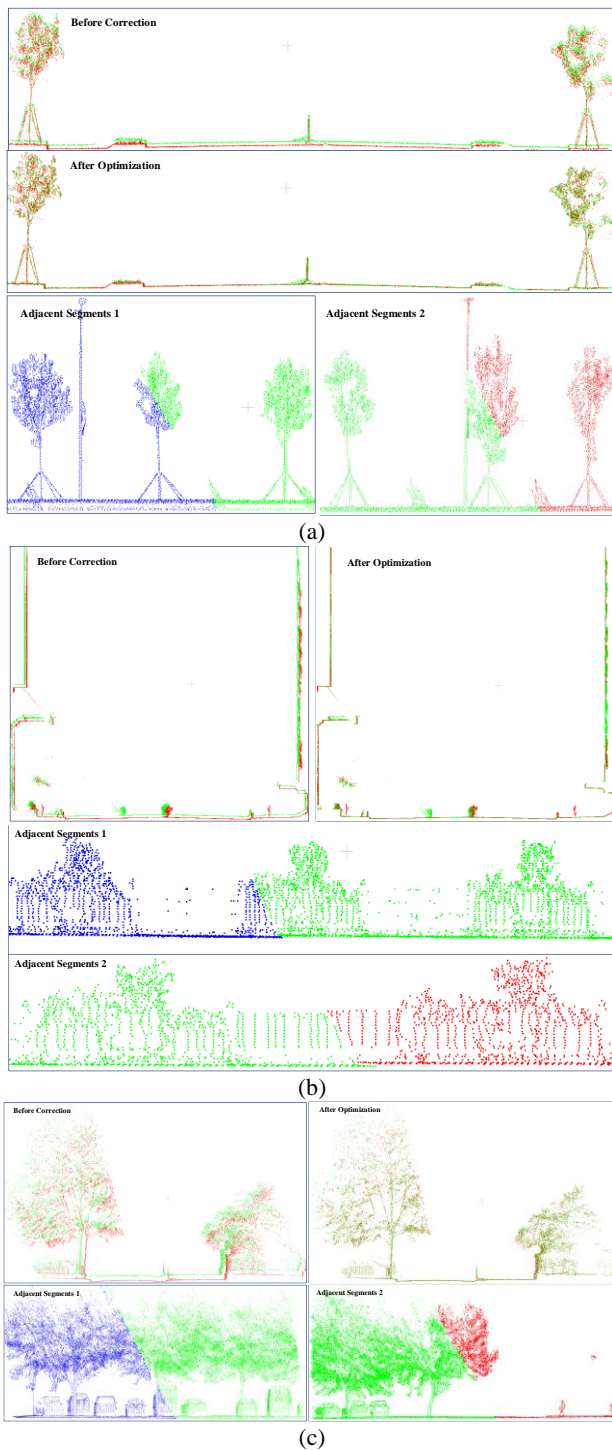 Before Correction
After Optimization
Adjacent Segments 1
Adjacent Segments 2
(a)
Before Correction
After Optimization
Adjacent Segments 1
Adjacent Segments 2
(b)
Before Correction
After Optimization
Adjacent Segments 1
Adjacent Segments 2
(c)